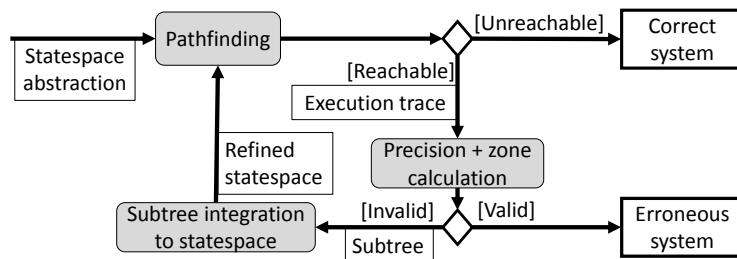 Statespace
abstraction
Pathfinding
[Unreachable]
Correct
system
[Reachable]
Execution trace
Precision + zone
calculation
[Valid]
Erroneous
system
[Invalid]
Subtree
Subtree integration
to statespace
Refined
statespace